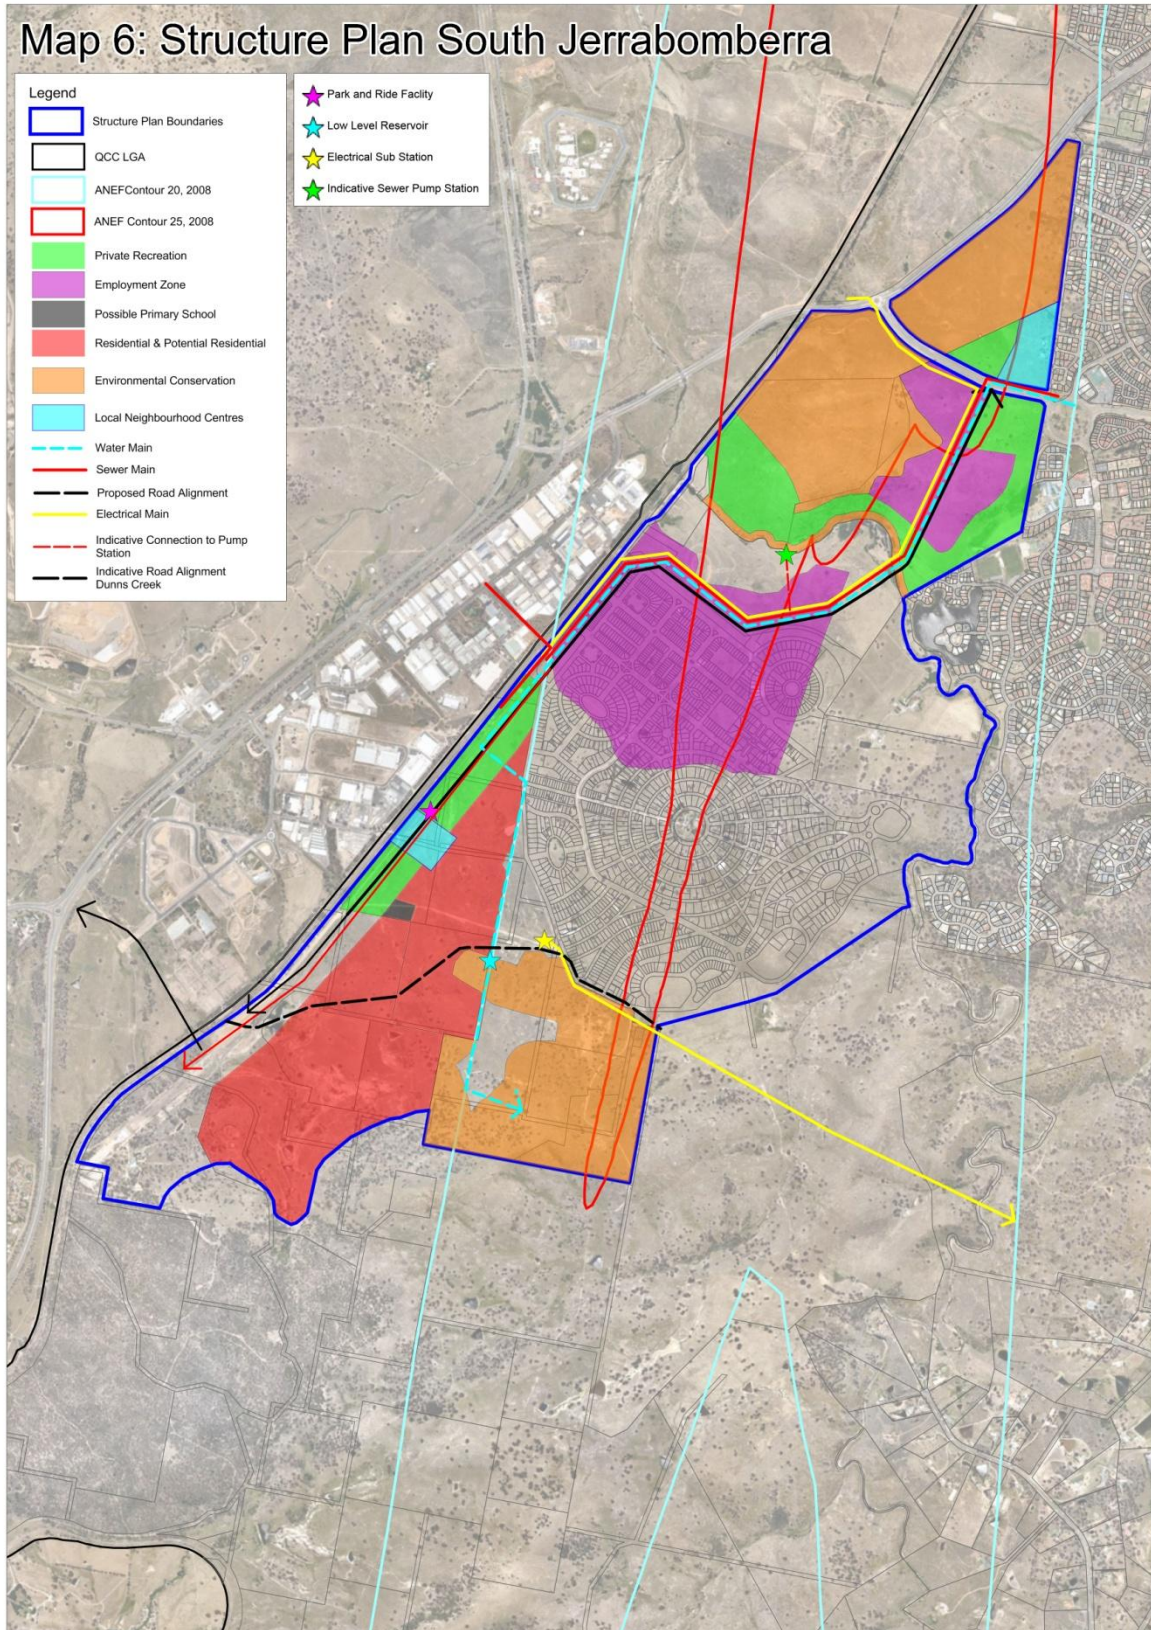 Map 6: Structure Plan South Jerrabomberra
Legend
Structure Plan Boundaries
QCC LGA
ANEFContour 20, 2008
ANEF Contour 25, 2008
Private Recreation
Employment Zone
Possible Primary School
Residential & Potential Residential
Environmental Conservation
Local Neighbourhood Centres
Water Main
Sewer Main
Proposed Road Alignment
Electrical Main
Indicative Connection to Pump
Station
Indicative Road Alignment
Dunns Creek
Park and Ride Facility
Low Level Reservoir
Electrical Sub Station
Indicative Sewer Pump Station